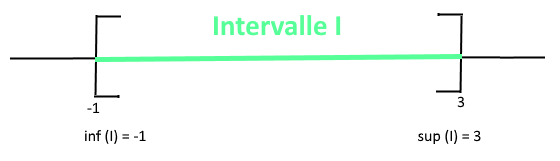 Intervalle I
-1 3
inf (I) = -1 sup (I) = 3